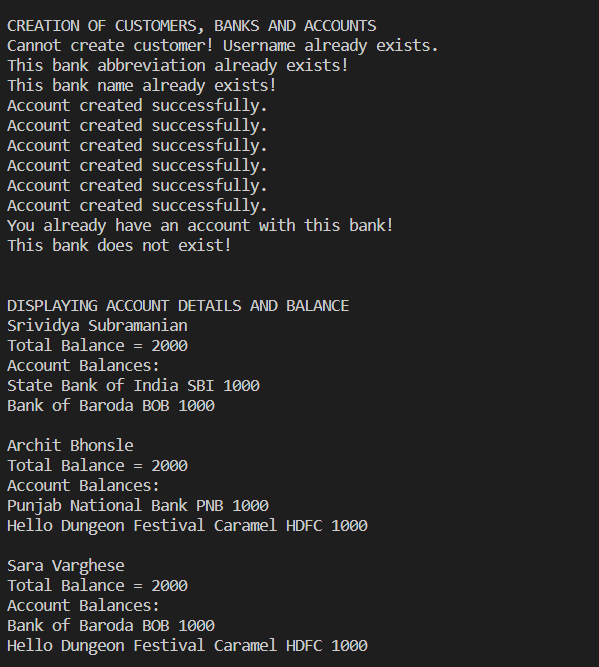 CREATION OF CUSTOMERS, BANKS AND ACCOUNTS
Cannot create customer! Username already exists.
This bank abbreviation already exists!
This bank name already exists!
Account created successfully.
Account created successfully.
Account created successfully.
Account created successfully.
Account created successfully.
Account created successfully.
You already have an account with this bank!
This bank does not exist!
DISPLAYING ACCOUNT DETAILS AND BALANCE
Srividya Subramanian
Total Balance = 2000
Account Balances:
State Bank of India SBI 1000
Bank of Baroda BOB 1000
Archit Bhonsle
Total Balance = 2000
Account Balances:
Punjab National Bank PNB 1000
Hello Dungeon Festival Caramel HDFC 1000
Sara Varghese
Total Balance = 2000
Account Balances:
Bank of Baroda BOB 1000
Hello Dungeon Festival Caramel HDFC 1000